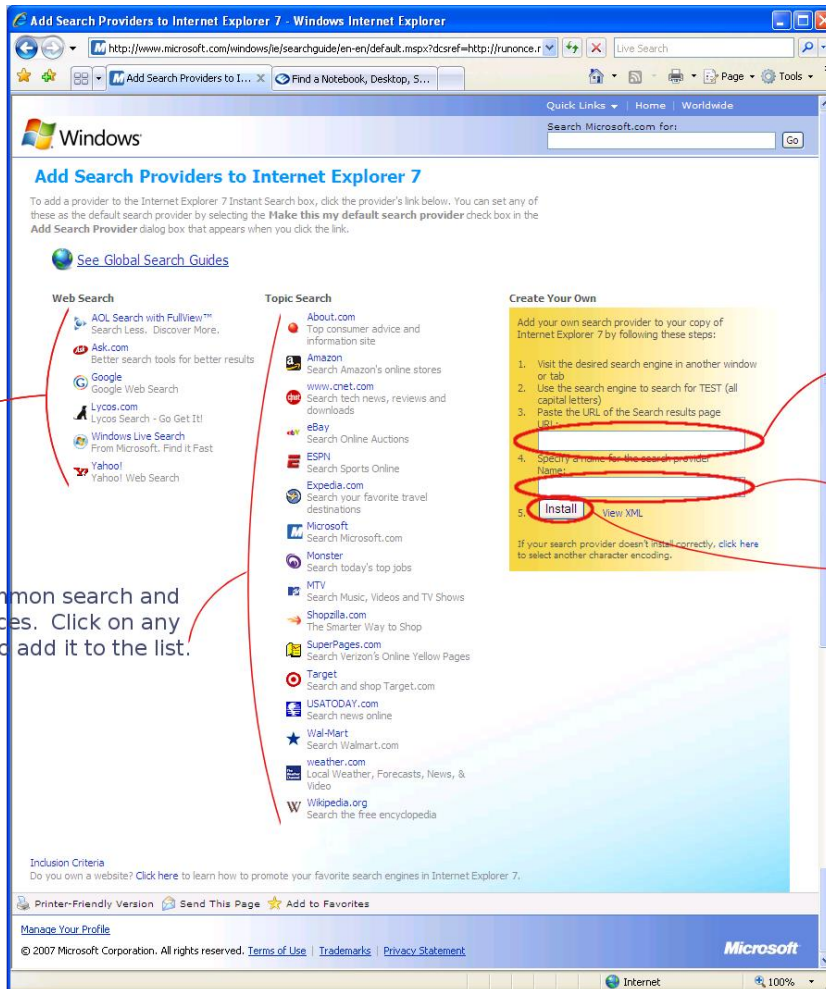 Add Search Providers to Internet Explorer 7 - Windows Internet Explorer
http://www.microsoft.com/windows/ie/searchguide/en-en/default.mspx?dcsref=http://runonce.r
Live Search
Add Search Providers to I...
Find a Notebook, Desktop, S...
Page
Tools
Quick Links | Home | Worldwide
Windows
Search Microsoft.com for:
Go
Add Search Providers to Internet Explorer 7
To add a provider to the Internet Explorer 7 Instant Search box, click the provider's link below. You can set any of
these as the default search provider by selecting the Make this my default search provider check box in the
Add Search Provider dialog box that appears when you click the link.
See Global Search Guides
Web Search
AOL Search with FullView™
Search Less. Discover More.
Ask.com
Better search tools for better results
Google
Google Web Search
Lycos.com
Lycos Search - Go Get It!
Windows Live Search
From Microsoft. Find it Fast
Yahoo!
Yahoo! Web Search
Topic Search
About.com
Top consumer advice and
information site
Amazon
Search Amazon's online stores
www.cnet.com
Search tech news, reviews and
downloads
eBay
Search Online Auctions
ESPN
Search Sports Online
Expedia.com
Search your favorite travel
destinations
Microsoft
Search Microsoft.com
Monster
Search today's top jobs
MTV
Search Music, Videos and TV Shows
Shopzilla.com
The Smarter Way to Shop
SuperPages.com
Search Verizon's Online Yellow Pages
Target
Search and shop Target.com
USATODAY.com
Search news online
Wal-Mart
Search Walmart.com
weather.com
Local Weather, Forecasts, News, &
Video
Wikipedia.org
Search the free encyclopedia
Create Your Own
Add your own search provider to your copy of
Internet Explorer 7 by following these steps:
1. Visit the desired search engine in another window
or tab
2. Use the search engine to search for TEST (all
capital letters)
3. Paste the URL of the Search results page
URL:
4. Specify a name for the search provider
Name:
5. Install View XML
If your search provider doesn't install correctly, click here
to select another character encoding.
mmon search and
ces. Click on any
o add it to the list.
Inclusion Criteria
Do you own a website? Click here to learn how to promote your favorite search engines in Internet Explorer 7.
Printer-Friendly Version Send This Page Add to Favorites
Manage Your Profile
© 2007 Microsoft Corporation. All rights reserved. Terms of Use | Trademarks | Privacy Statement
Microsoft
Internet
100%